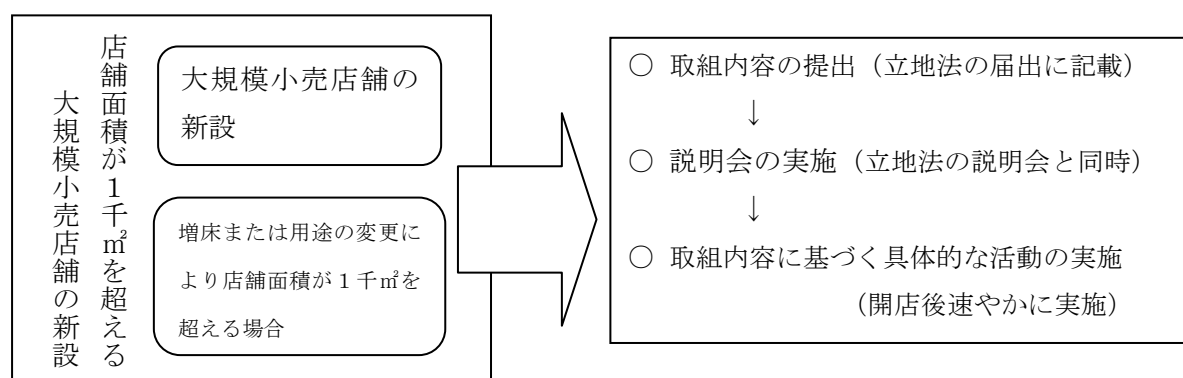 店舗面積が１千㎡を超える
大規模小売店舗の新設
大規模小売店舗の
新設
増床または用途の変更に
より店舗面積が１千㎡を
超える場合
○ 取組内容の提出（立地法の届出に記載）
↓
○ 説明会の実施（立地法の説明会と同時）
↓
○ 取組内容に基づく具体的な活動の実施
（開店後速やかに実施）